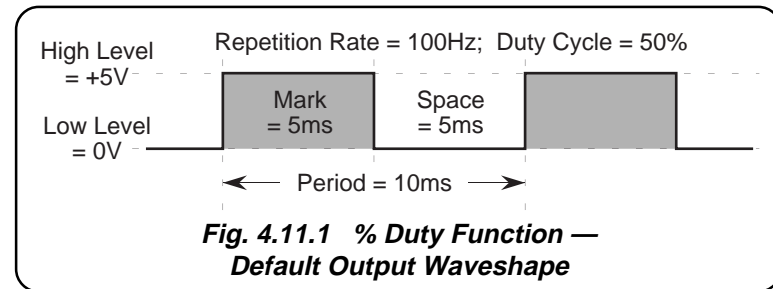 Repetition Rate = 100Hz;  Duty Cycle = 50%
High Level
= +5V
Mark
= 5ms
Space
= 5ms
Low Level
= 0V
Period = 10ms
Fig. 4.11.1   % Duty Function —
Default Output Waveshape